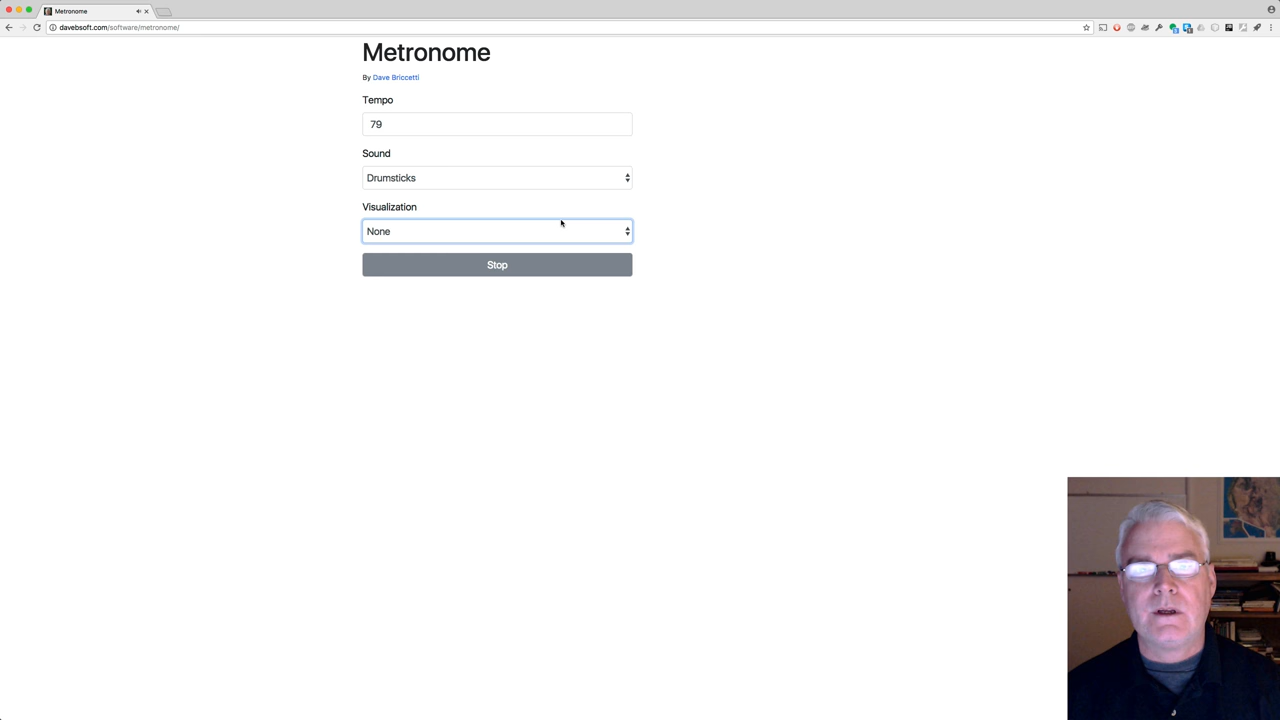 Metronome
davebsoft.com/software/metronome/
Metronome
By Dave Briccetti
Tempo
79
Sound
Drumsticks
Visualization
None
Stop